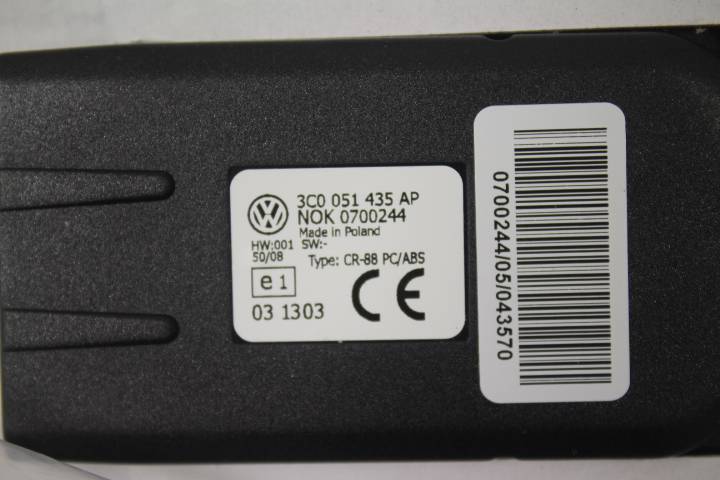 3C0 051 435 AP
NOK 0700244
Made in Poland
HW:001 SW:-
50/08
Type: CR-88 PC/ABS
e1
03 1303
CE
0700244/05/043570